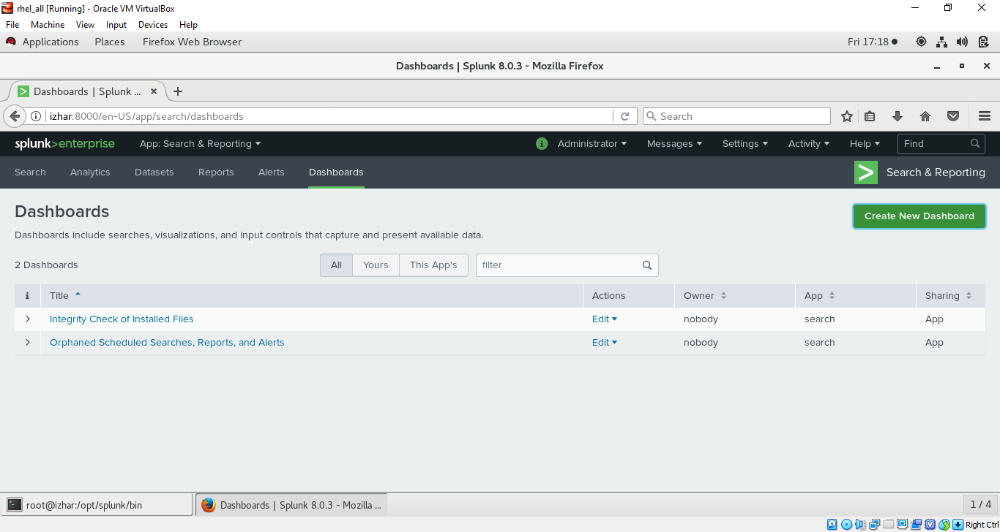 rhel_all [Running] - Oracle VM VirtualBox
File Machine View Input Devices Help
Applications Places Firefox Web Browser Fri 17:18
Dashboards | Splunk 8.0.3 - Mozilla Firefox
Dashboards | Splunk ...
izhar:8000/en-US/app/search/dashboards Search
splunk>enterprise App: Search & Reporting i Administrator Messages Settings Activity Help Find
Search Analytics Datasets Reports Alerts Dashboards > Search & Reporting
Dashboards Create New Dashboard
Dashboards include searches, visualizations, and input controls that capture and present available data.
2 Dashboards All Yours This App's filter
i Title Actions Owner App Sharing
> Integrity Check of Installed Files Edit nobody search App
> Orphaned Scheduled Searches, Reports, and Alerts Edit nobody search App
root@izhar:/opt/splunk/bin Dashboards | Splunk 8.0.3 - Mozilla ... 1 / 4
Right Ctrl